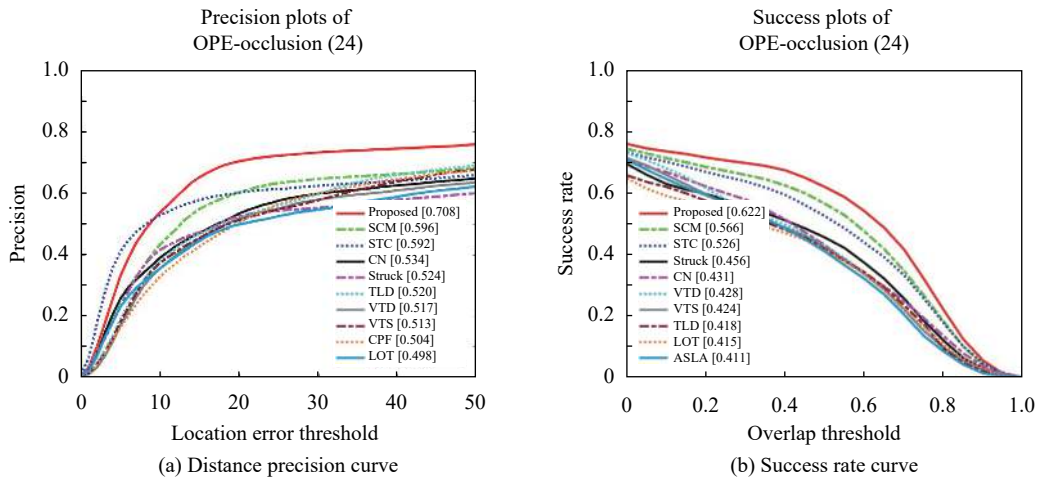 Precision plots of
OPE-occlusion (24)
1.0
0.8
0.6
0.4
0.2
0
Precision
Proposed [0.708]
SCM [0.596]
STC [0.592]
CN [0.534]
Struck [0.524]
TLD [0.520]
VTD [0.517]
VTS [0.513]
CPF [0.504]
LOT [0.498]
0 10 20 30 40 50
Location error threshold
(a) Distance precision curve
Success plots of
OPE-occlusion (24)
1.0
0.8
0.6
0.4
0.2
0
Success rate
Proposed [0.622]
SCM [0.566]
STC [0.526]
Struck [0.456]
CN [0.431]
VTD [0.428]
VTS [0.424]
TLD [0.418]
LOT [0.415]
ASLA [0.411]
0 0.2 0.4 0.6 0.8 1.0
Overlap threshold
(b) Success rate curve